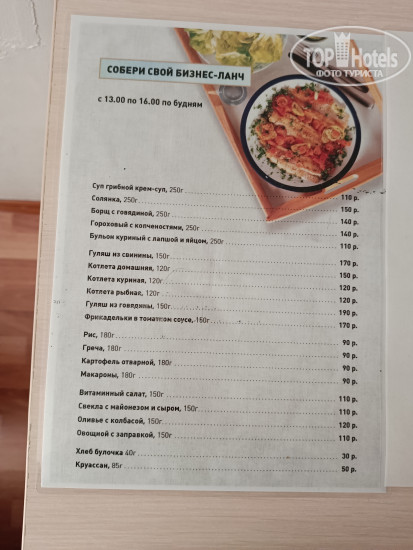 TOP Hotels
ФОТО ТУРИСТА
СОБЕРИ СВОЙ БИЗНЕС-ЛАНЧ
с 13.00 по 16.00 по будням
Суп грибной крем-суп, 250г 110 р.
Солянка, 250г 150 р.
Борщ с говядиной, 250г 140 р.
Гороховый с копченостями, 250г 140 р.
Бульон куриный с лапшой и яйцом, 250г 110 р.
Гуляш из свинины, 150г 170 р.
Котлета домашняя, 120г 150 р.
Котлета куриная, 120г 120 р.
Котлета рыбная, 120г 120 р.
Гуляш из говядины, 150г 190 р.
Фрикадельки в томатном соусе, 150г 170 р.
Рис, 180г 90 р.
Греча, 180г 90 р.
Картофель отварной, 180г 90 р.
Макароны, 180г 90 р.
Витаминный салат, 150г 110 р.
Свекла с майонезом и сыром, 150г 110 р.
Оливье с колбасой, 150г 120 р.
Овощной с заправкой, 150г 110 р.
Хлеб булочка 40г 30 р.
Круассан, 85г 50 р.